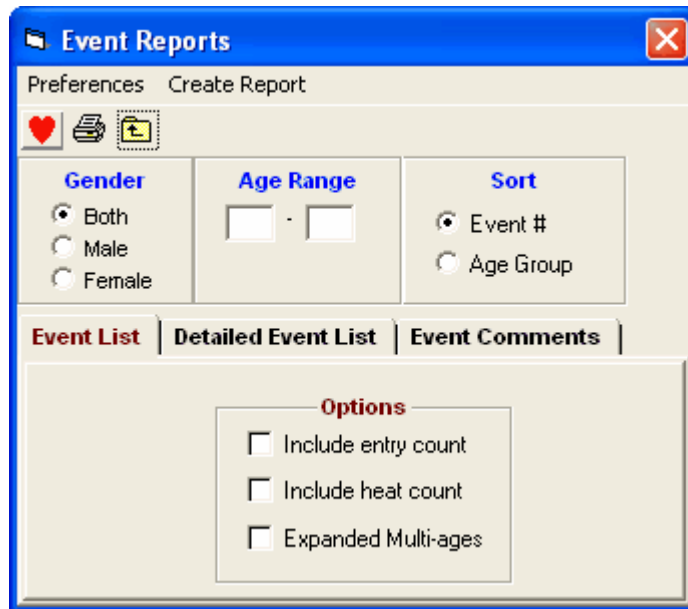 Event Reports
Preferences Create Report
Gender
Both
Male
Female
Age Range
-
Sort
Event #
Age Group
Event List Detailed Event List Event Comments
Options
Include entry count
Include heat count
Expanded Multi-ages